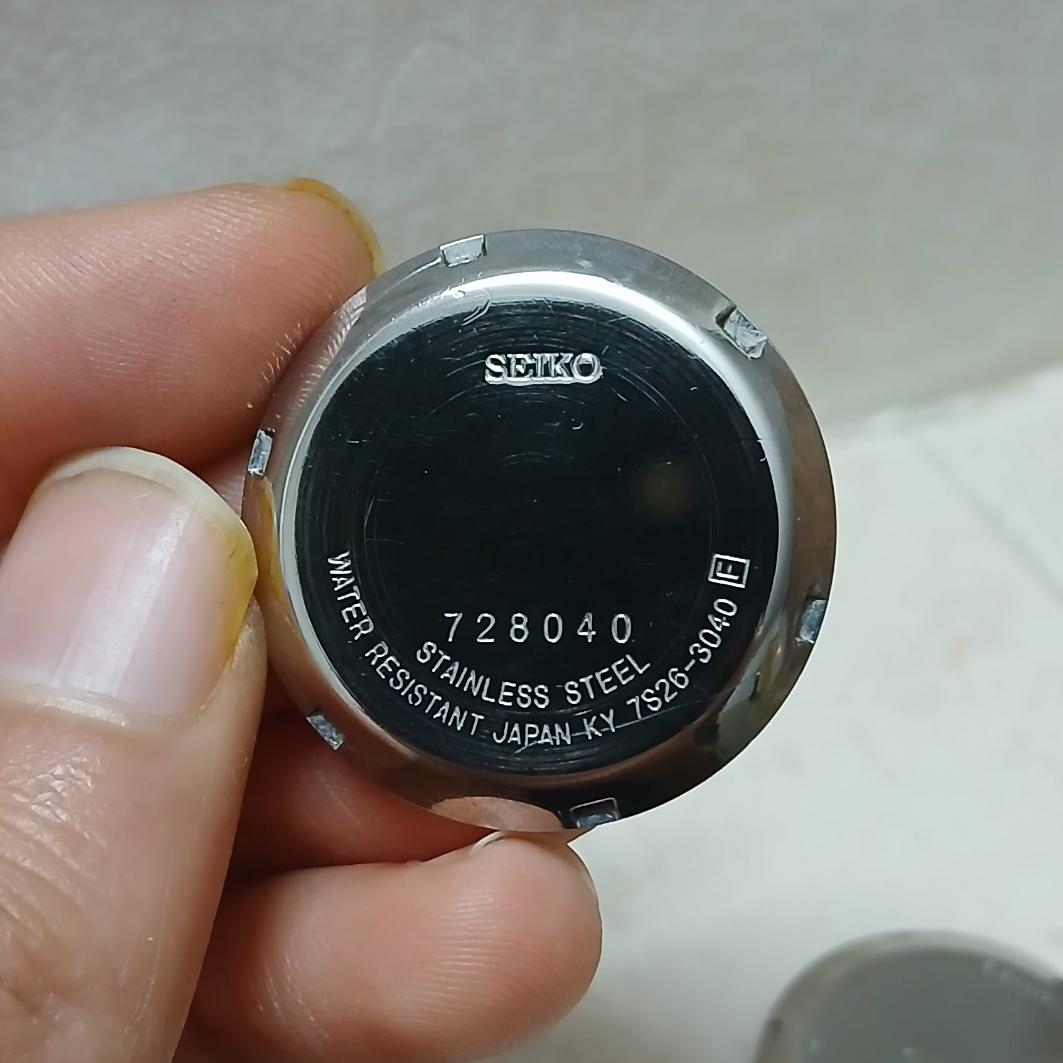 SEIKO
728040
STAINLESS STEEL
WATER RESISTANT JAPAN KY 7S26-3040 F